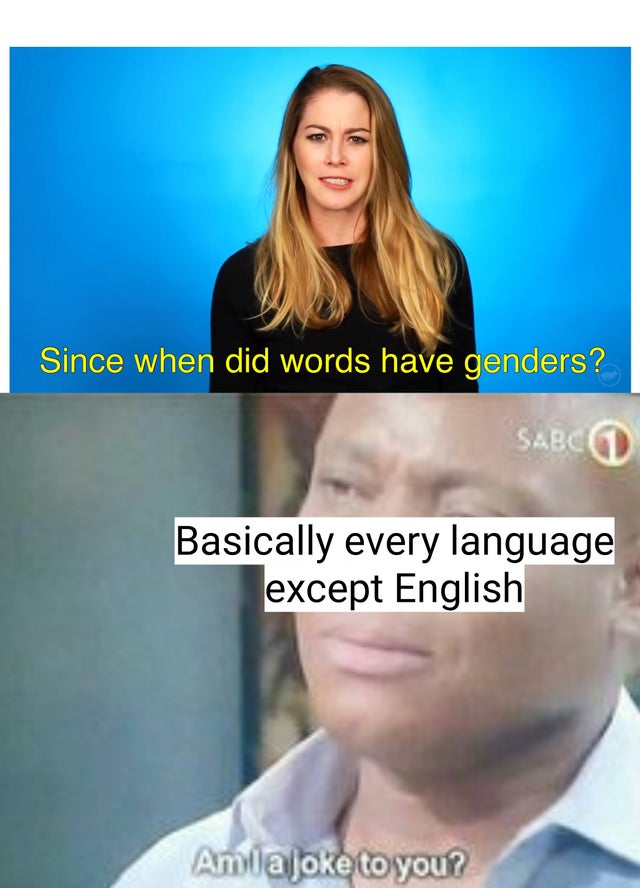 Since when did words have genders?
SABC 1
Basically every language
except English
Am I a joke to you?